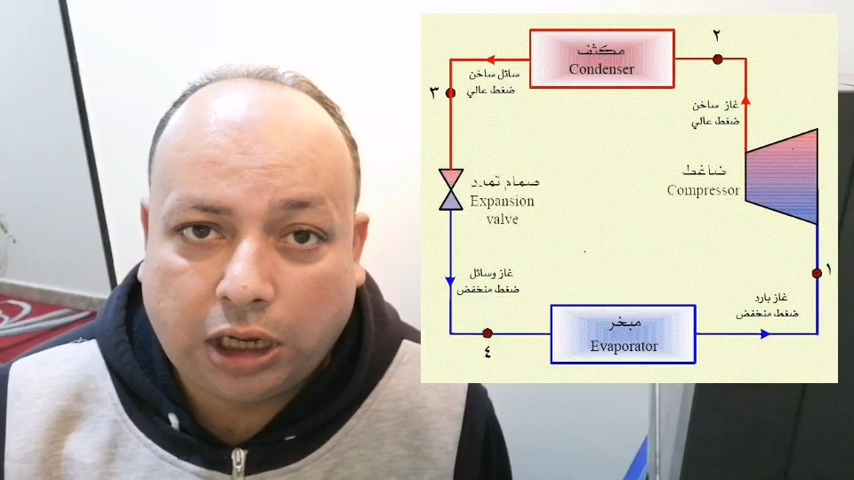 مكثف
Condenser
٢
سائل ساخن
ضغط عالي
٣
غاز ساخن
ضغط عالي
صمام تمدد
Expansion
valve
ضاغط
Compressor
غاز وسائل
ضغط منخفض
١
غاز بارد
ضغط منخفض
مبخر
Evaporator
٤